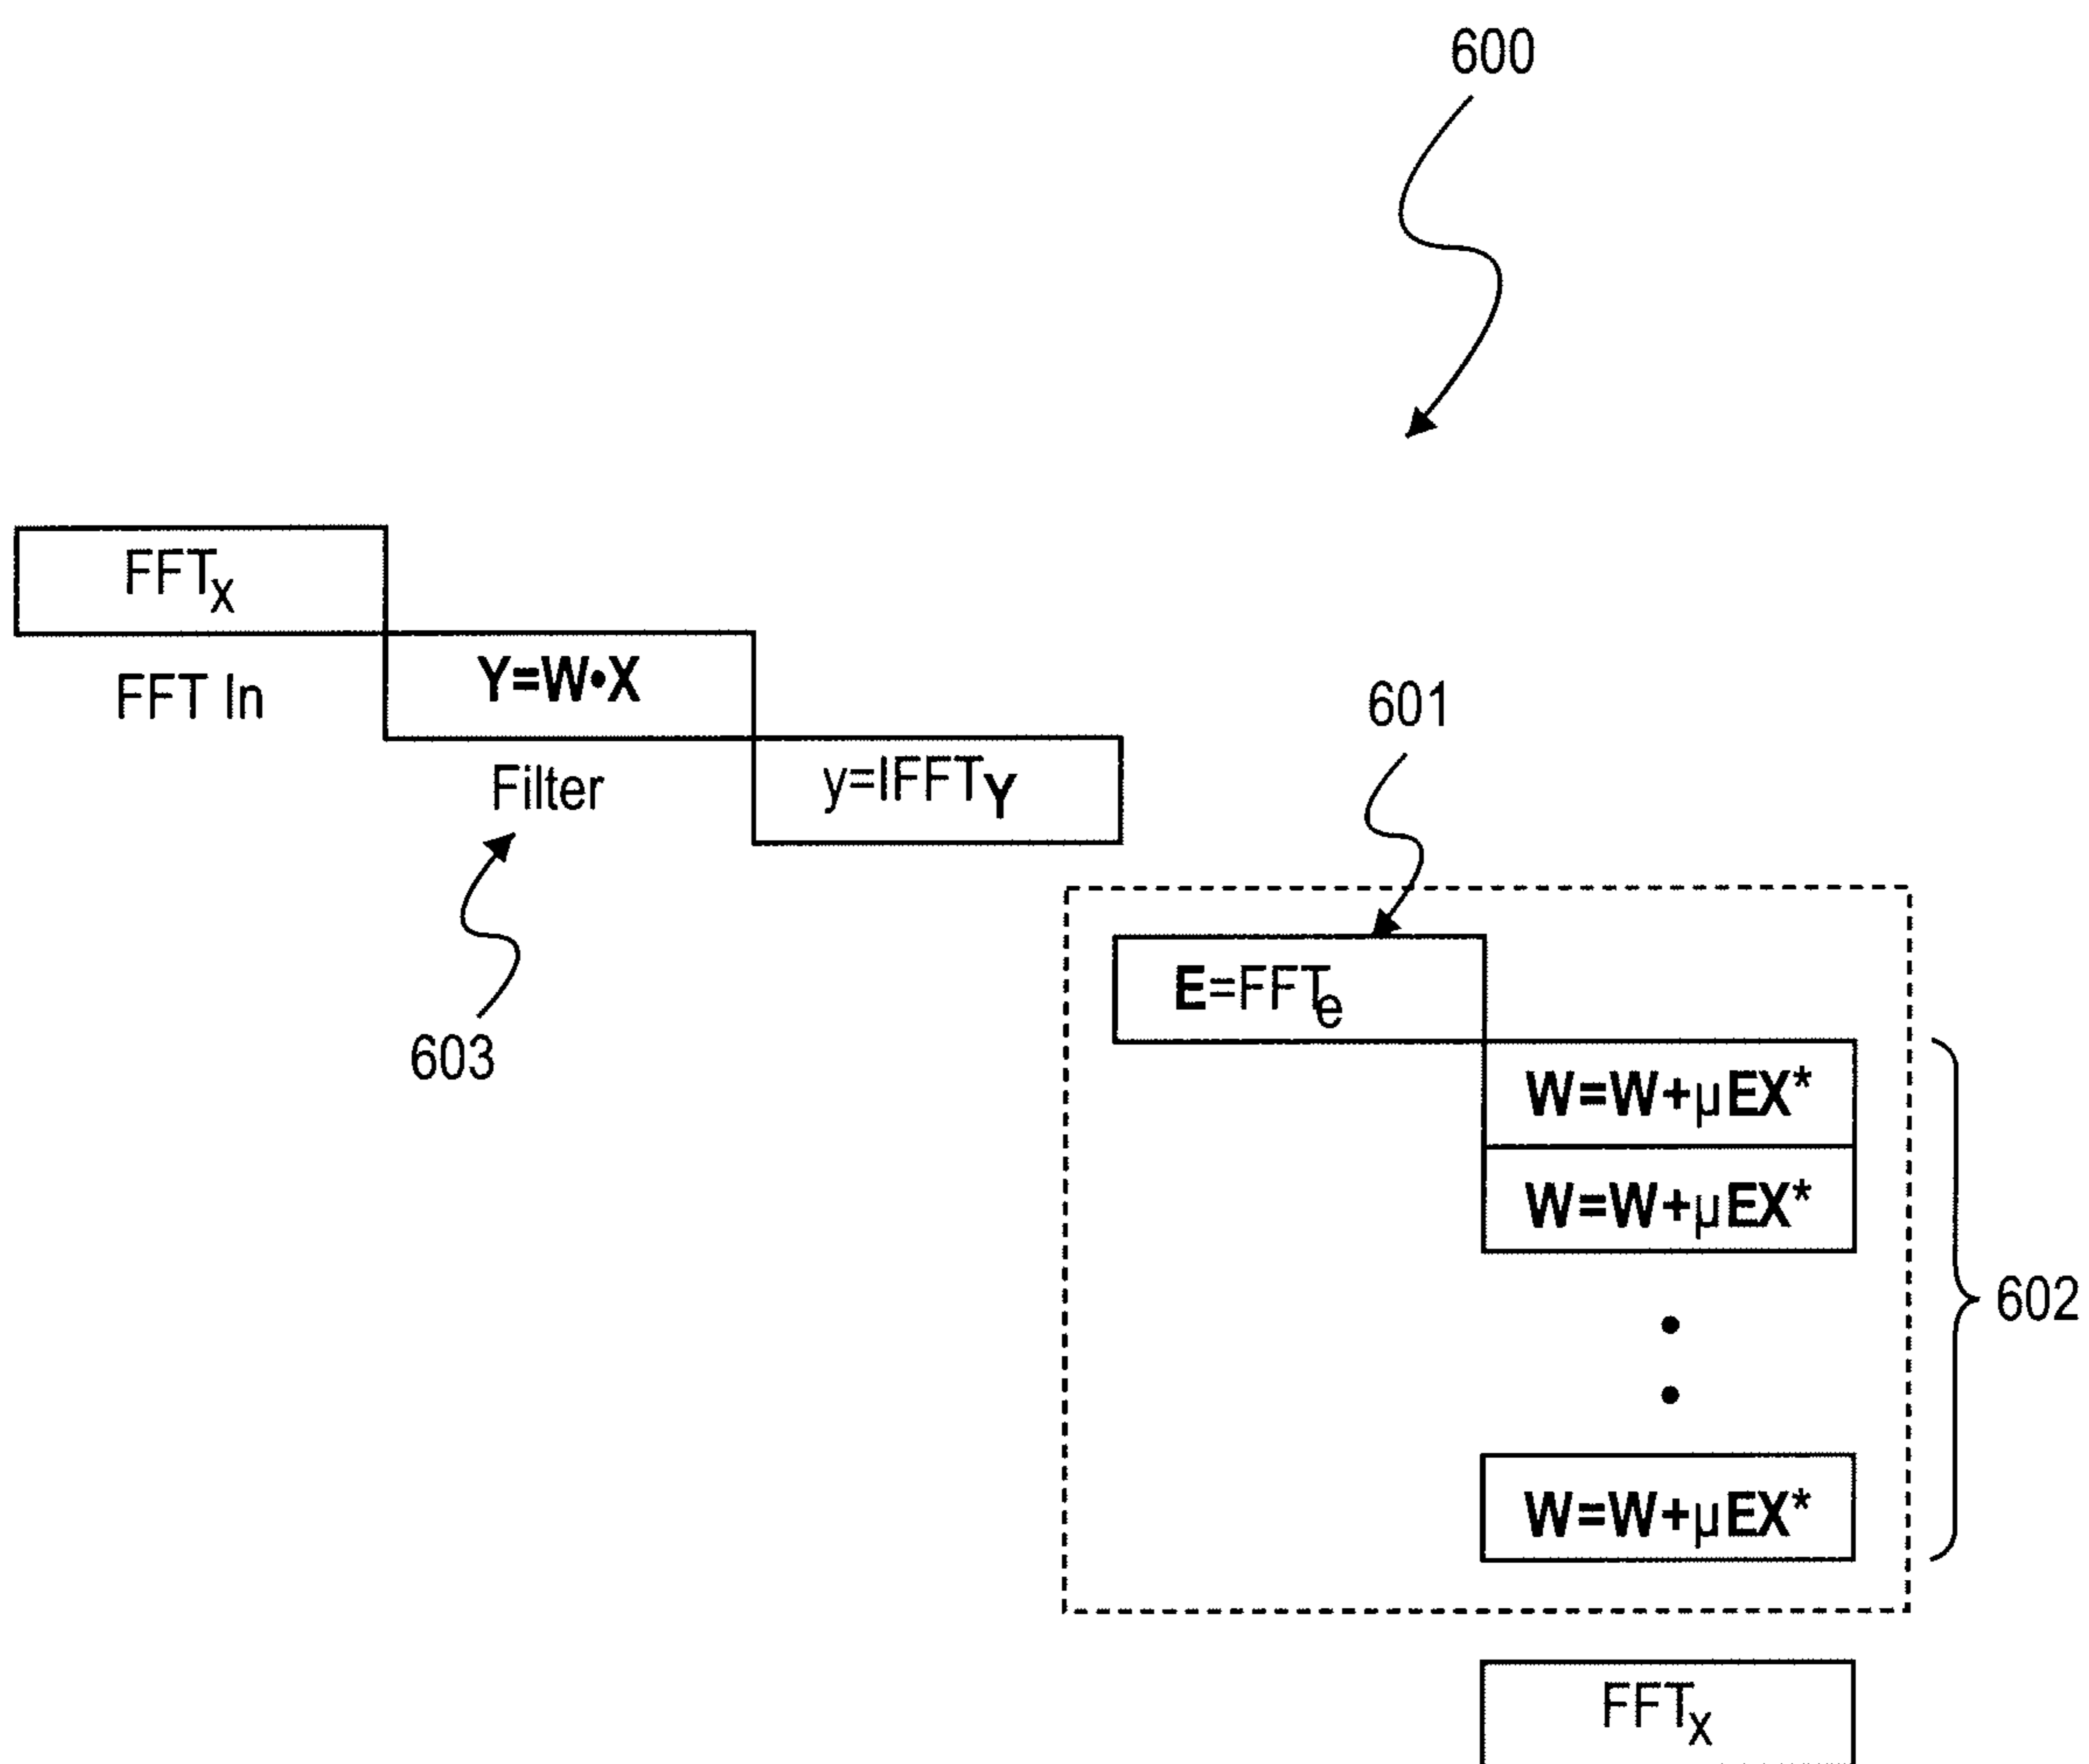 600
FFTX
FFT In
Y=W•X
Filter
y=IFFTY
603
601
E=FFTe
W=W+μEX*
W=W+μEX*
602
W=W+μEX*
FFTX